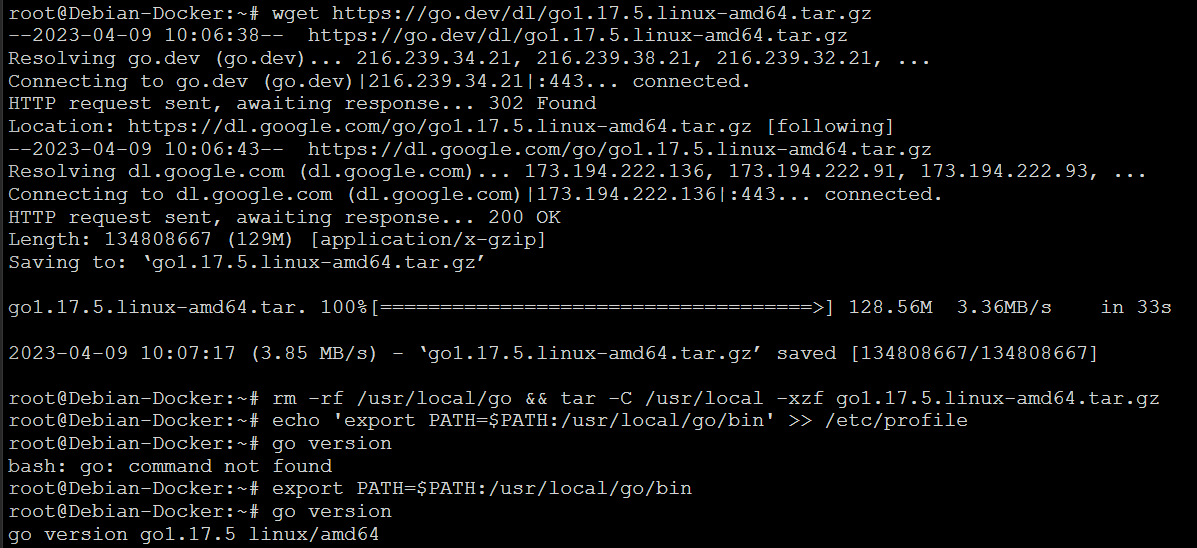 root@Debian-Docker:~# wget https://go.dev/dl/go1.17.5.linux-amd64.tar.gz
--2023-04-09 10:06:38--  https://go.dev/dl/go1.17.5.linux-amd64.tar.gz
Resolving go.dev (go.dev)... 216.239.34.21, 216.239.38.21, 216.239.32.21, ...
Connecting to go.dev (go.dev)|216.239.34.21|:443... connected.
HTTP request sent, awaiting response... 302 Found
Location: https://dl.google.com/go/go1.17.5.linux-amd64.tar.gz [following]
--2023-04-09 10:06:43--  https://dl.google.com/go/go1.17.5.linux-amd64.tar.gz
Resolving dl.google.com (dl.google.com)... 173.194.222.136, 173.194.222.91, 173.194.222.93, ...
Connecting to dl.google.com (dl.google.com)|173.194.222.136|:443... connected.
HTTP request sent, awaiting response... 200 OK
Length: 134808667 (129M) [application/x-gzip]
Saving to: ‘go1.17.5.linux-amd64.tar.gz’
go1.17.5.linux-amd64.tar. 100%[====================================>] 128.56M  3.36MB/s    in 33s
2023-04-09 10:07:17 (3.85 MB/s) - ‘go1.17.5.linux-amd64.tar.gz’ saved [134808667/134808667]
root@Debian-Docker:~# rm -rf /usr/local/go && tar -C /usr/local -xzf go1.17.5.linux-amd64.tar.gz
root@Debian-Docker:~# echo 'export PATH=$PATH:/usr/local/go/bin' >> /etc/profile
root@Debian-Docker:~# go version
bash: go: command not found
root@Debian-Docker:~# export PATH=$PATH:/usr/local/go/bin
root@Debian-Docker:~# go version
go version go1.17.5 linux/amd64